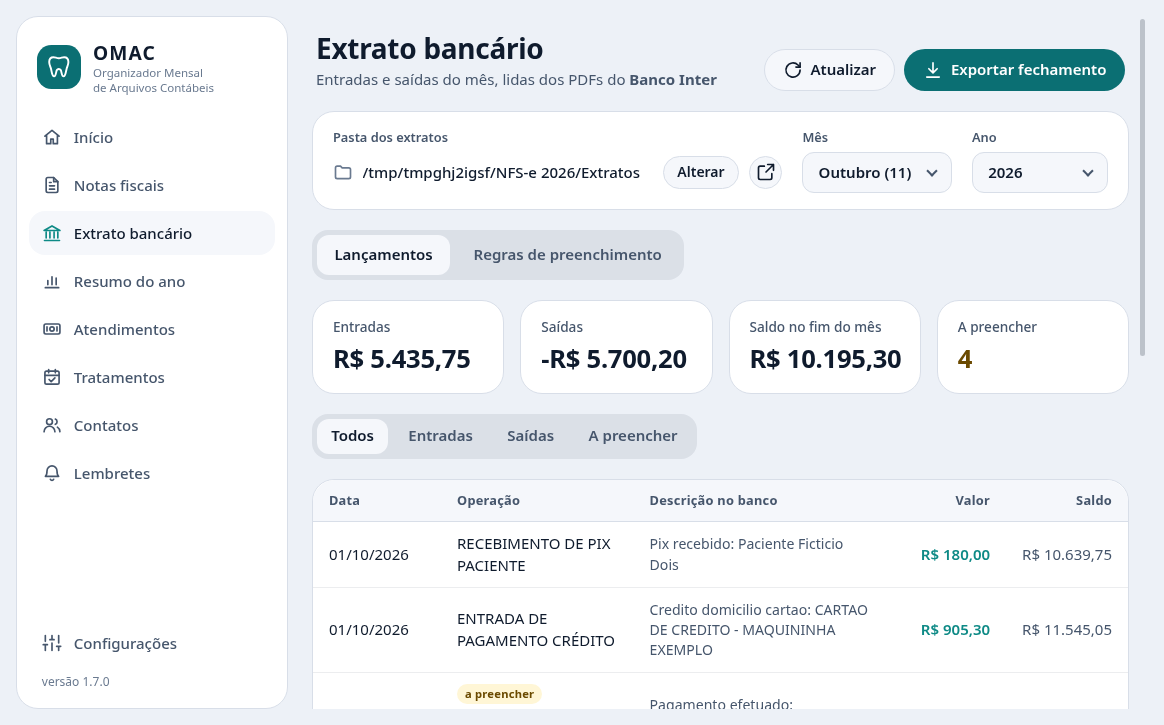 OMAC
Organizador Mensal
de Arquivos Contábeis
Início
Notas fiscais
Extrato bancário
Resumo do ano
Atendimentos
Tratamentos
Contatos
Lembretes
Configurações
versão 1.7.0
Extrato bancário
Entradas e saídas do mês, lidas dos PDFs do Banco Inter
Atualizar
Exportar fechamento
Pasta dos extratos
/tmp/tmpghj2igsf/NFS-e 2026/Extratos
Alterar
Mês
Outubro (11)
Ano
2026
Lançamentos
Regras de preenchimento
Entradas
R$ 5.435,75
Saídas
-R$ 5.700,20
Saldo no fim do mês
R$ 10.195,30
A preencher
4
Todos
Entradas
Saídas
A preencher
Data
Operação
Descrição no banco
Valor
Saldo
01/10/2026
RECEBIMENTO DE PIX
PACIENTE
Pix recebido: Paciente Ficticio
Dois
R$ 180,00
R$ 10.639,75
01/10/2026
ENTRADA DE
PAGAMENTO CRÉDITO
Credito domicilio cartao: CARTAO
DE CREDITO - MAQUININHA
EXEMPLO
R$ 905,30
R$ 11.545,05
a preencher
Pagamento efetuado: